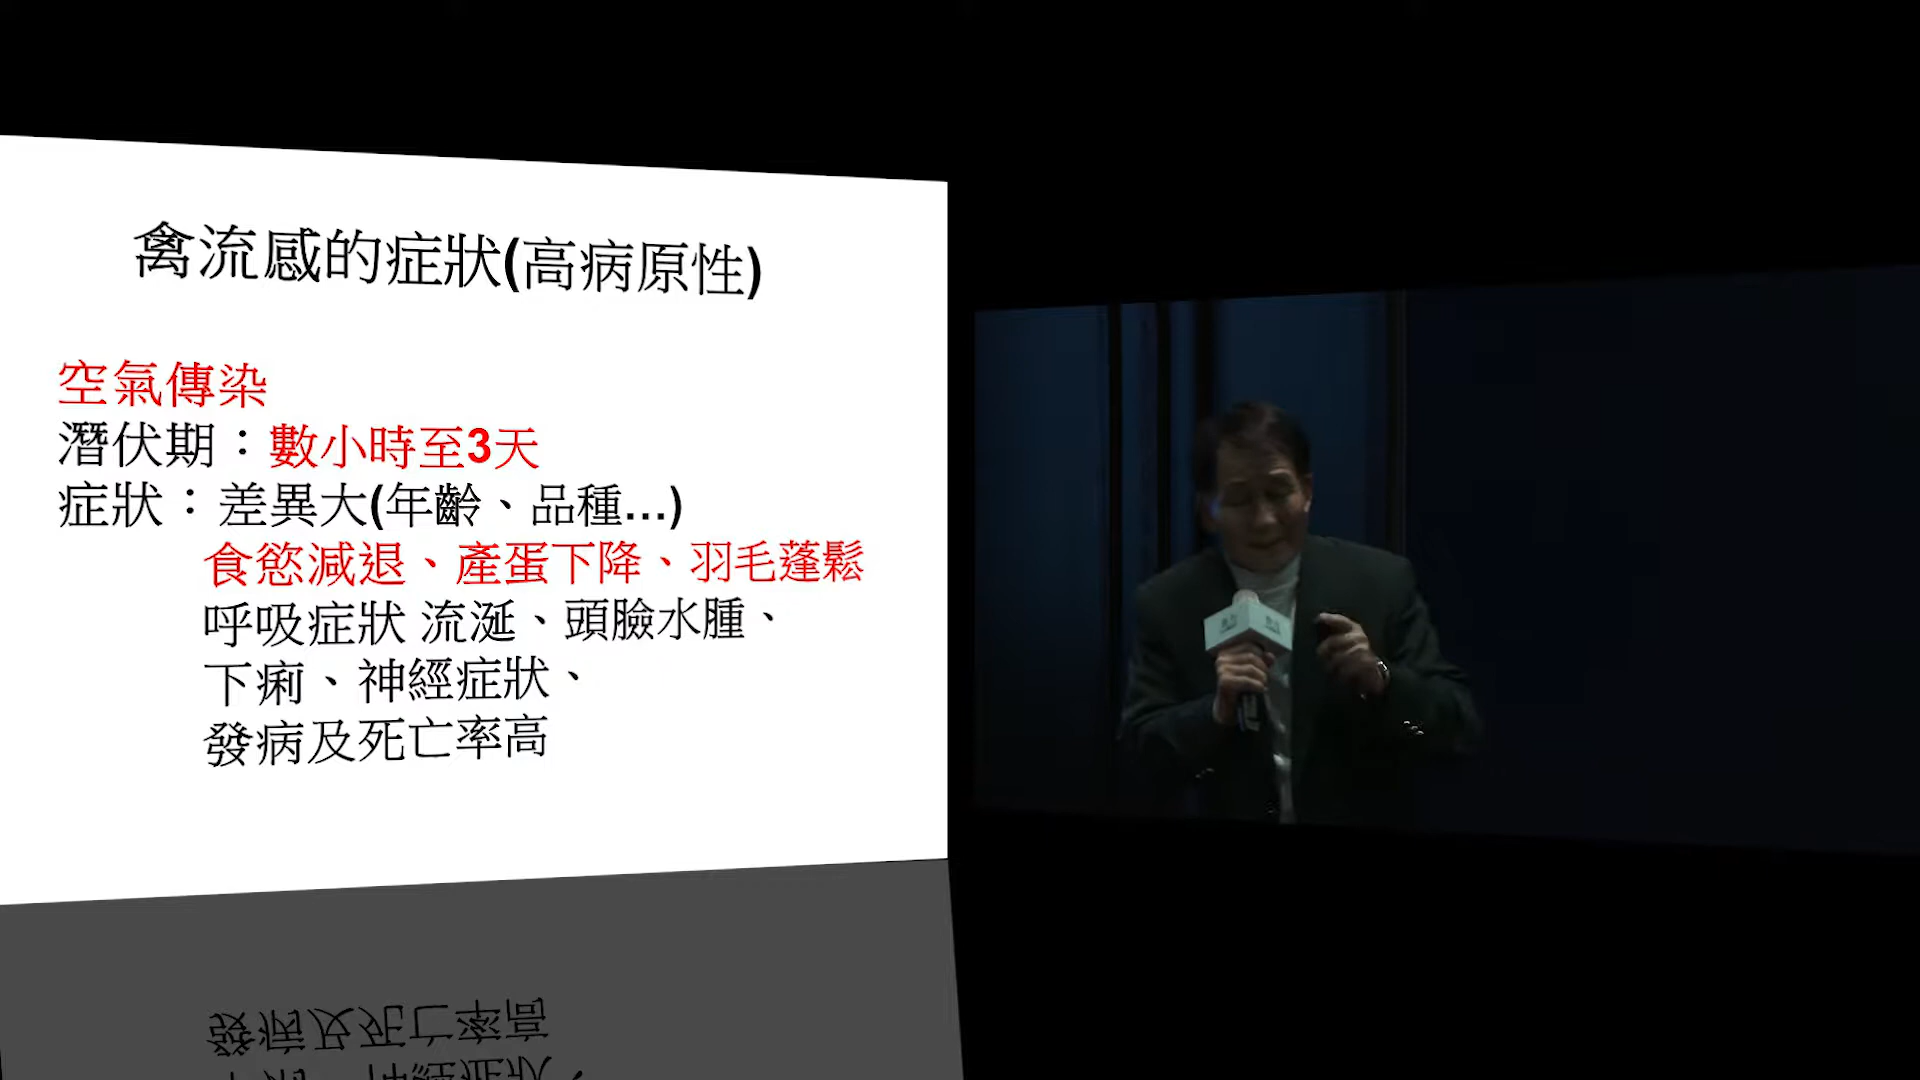 禽流感的症狀(高病原性)
空氣傳染
潛伏期：數小時至3天
症狀：差異大(年齡、品種...)
食慾減退、產蛋下降、羽毛蓬鬆
呼吸症狀 流涎、頭臉水腫、
下痢、神經症狀、
發病及死亡率高